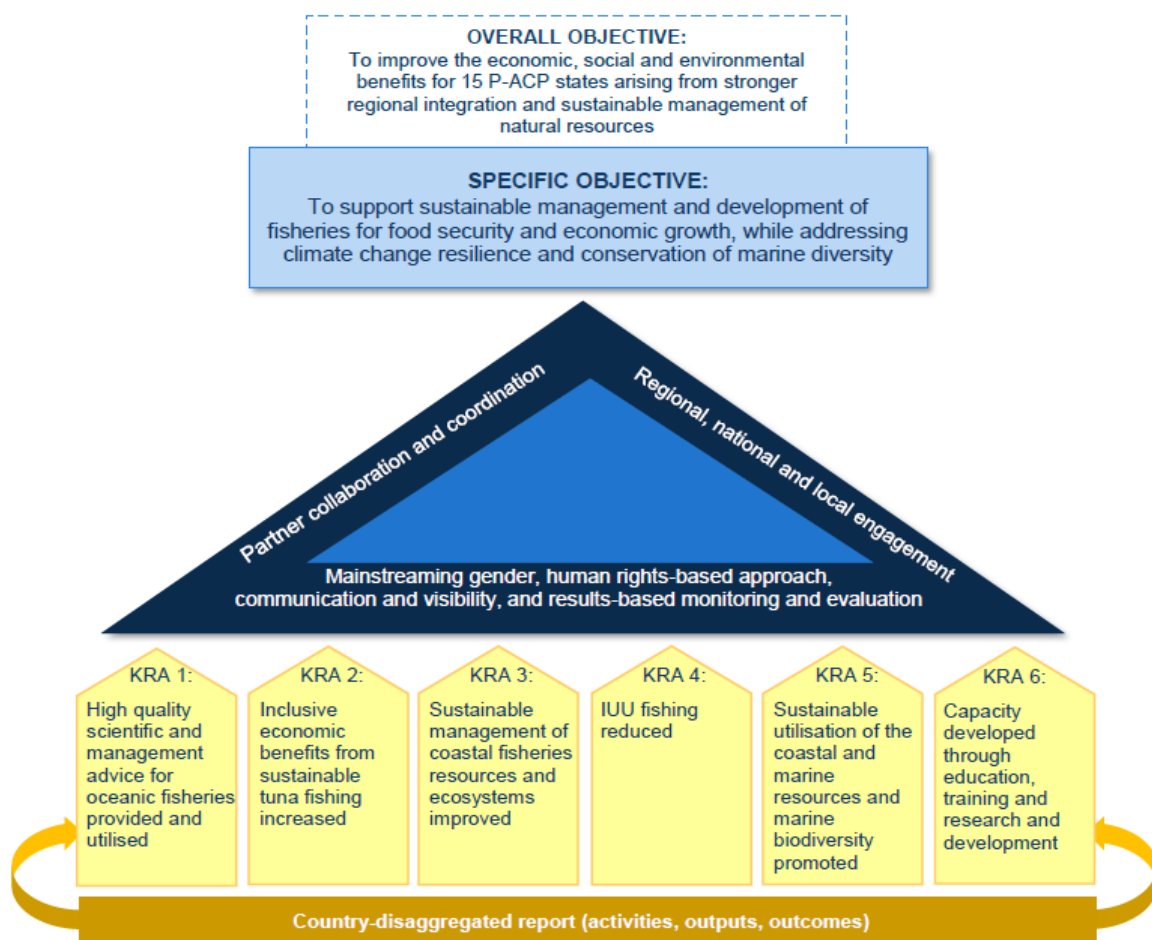 OVERALL OBJECTIVE:
To improve the economic, social and environmental
benefits for 15 P-ACP states arising from stronger
regional integration and sustainable management of
natural resources
SPECIFIC OBJECTIVE:
To support sustainable management and development of
fisheries for food security and economic growth, while addressing
climate change resilience and conservation of marine diversity
Partner collaboration and coordination
Regional, national and local engagement
Mainstreaming gender, human rights-based approach,
communication and visibility, and results-based monitoring and evaluation
KRA 1:
High quality
scientific and
management
advice for
oceanic fisheries
provided and
utilised
KRA 2:
Inclusive
economic
benefits from
sustainable
tuna fishing
increased
KRA 3:
Sustainable
management of
coastal fisheries
resources and
ecosystems
improved
KRA 4:
IUU fishing
reduced
KRA 5:
Sustainable
utilisation of the
coastal and
marine
resources and
marine
biodiversity
promoted
KRA 6:
Capacity
developed
through
education,
training and
research and
development
Country-disaggregated report (activities, outputs, outcomes)